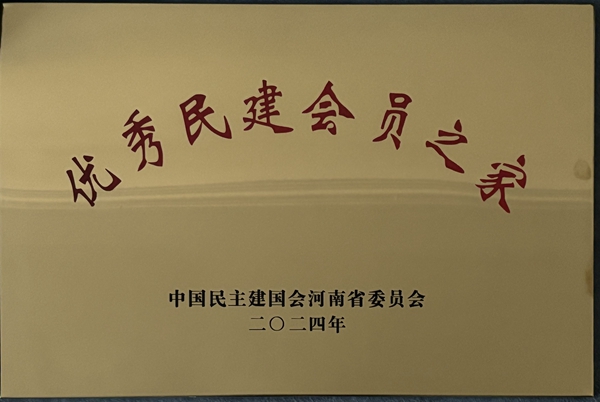 优秀民建会员之家
中国民主建国会河南省委员会
二〇二四年